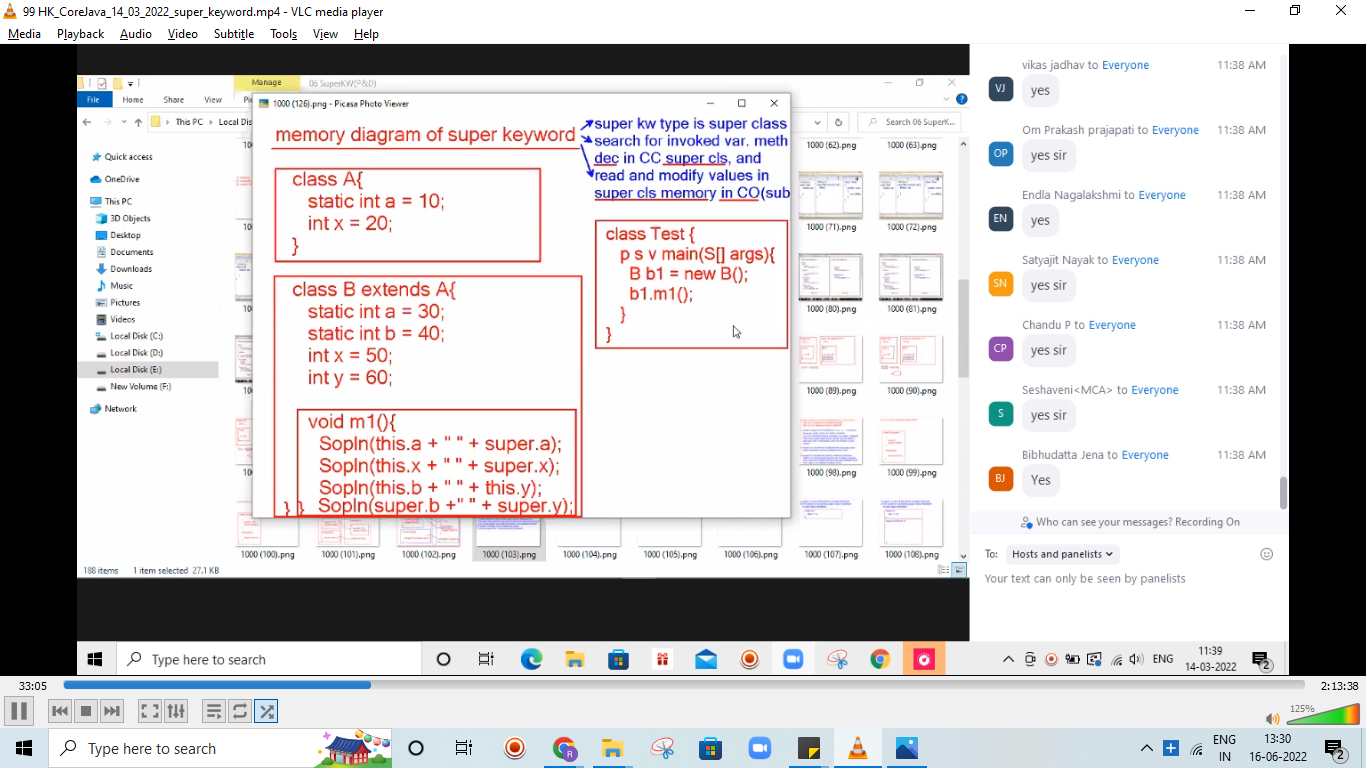 99 HK_CoreJava_14_03_2022_super_keyword.mp4 - VLC media player
Media Playback Audio Video Subtitle Tools View Help
Manage 06 SuperKW(P&D)
File Home Share View
1000 (126).png - Picasa Photo Viewer
This PC Local Dis
Search 06 SuperK...
Quick access
OneDrive
This PC
3D Objects
Desktop
Documents
Downloads
Music
Pictures
Videos
Local Disk (C:)
Local Disk (D:)
Local Disk (E:)
New Volume (F:)
Network
memory diagram of super keyword
super kw type is super class
search for invoked var. meth
dec in CC super cls, and
read and modify values in
super cls memory in CO(sub
class A{
static int a = 10;
int x = 20;
}
class B extends A{
static int a = 30;
static int b = 40;
int x = 50;
int y = 60;
void m1(){
Sopln(this.a + " " + super.a);
Sopln(this.x + " " + super.x);
Sopln(this.b + " " + this.y);
} } Sopln(super.b +" " + super.y);
class Test {
p s v main(S[] args){
B b1 = new B();
b1.m1();
}
}
1000 (62).png 1000 (63).png
1000 (71).png 1000 (72).png
1000 (80).png 1000 (81).png
1000 (89).png 1000 (90).png
1000 (98).png 1000 (99).png
1000 (100).png 1000 (101).png 1000 (102).png 1000 (103).png 1000 (104).png 1000 (105).png 1000 (106).png 1000 (107).png 1000 (108).png
188 items 1 item selected 27.1 KB
vikas jadhav to Everyone 11:38 AM
VJ yes
Om Prakash prajapati to Everyone 11:38 AM
OP yes sir
Endla Nagalakshmi to Everyone 11:38 AM
EN yes
Satyajit Nayak to Everyone 11:38 AM
SN yes sir
Chandu P to Everyone 11:38 AM
CP yes sir
Seshaveni<MCA> to Everyone 11:38 AM
S yes sir
Bibhudatta Jena to Everyone 11:38 AM
BJ Yes
Who can see your messages? Recording On
To: Hosts and panelists
Your text can only be seen by panelists
Type here to search
ENG
11:39
14-03-2022
2
33:05
2:13:38
125%
Type here to search
ENG
IN
13:30
16-06-2022
2